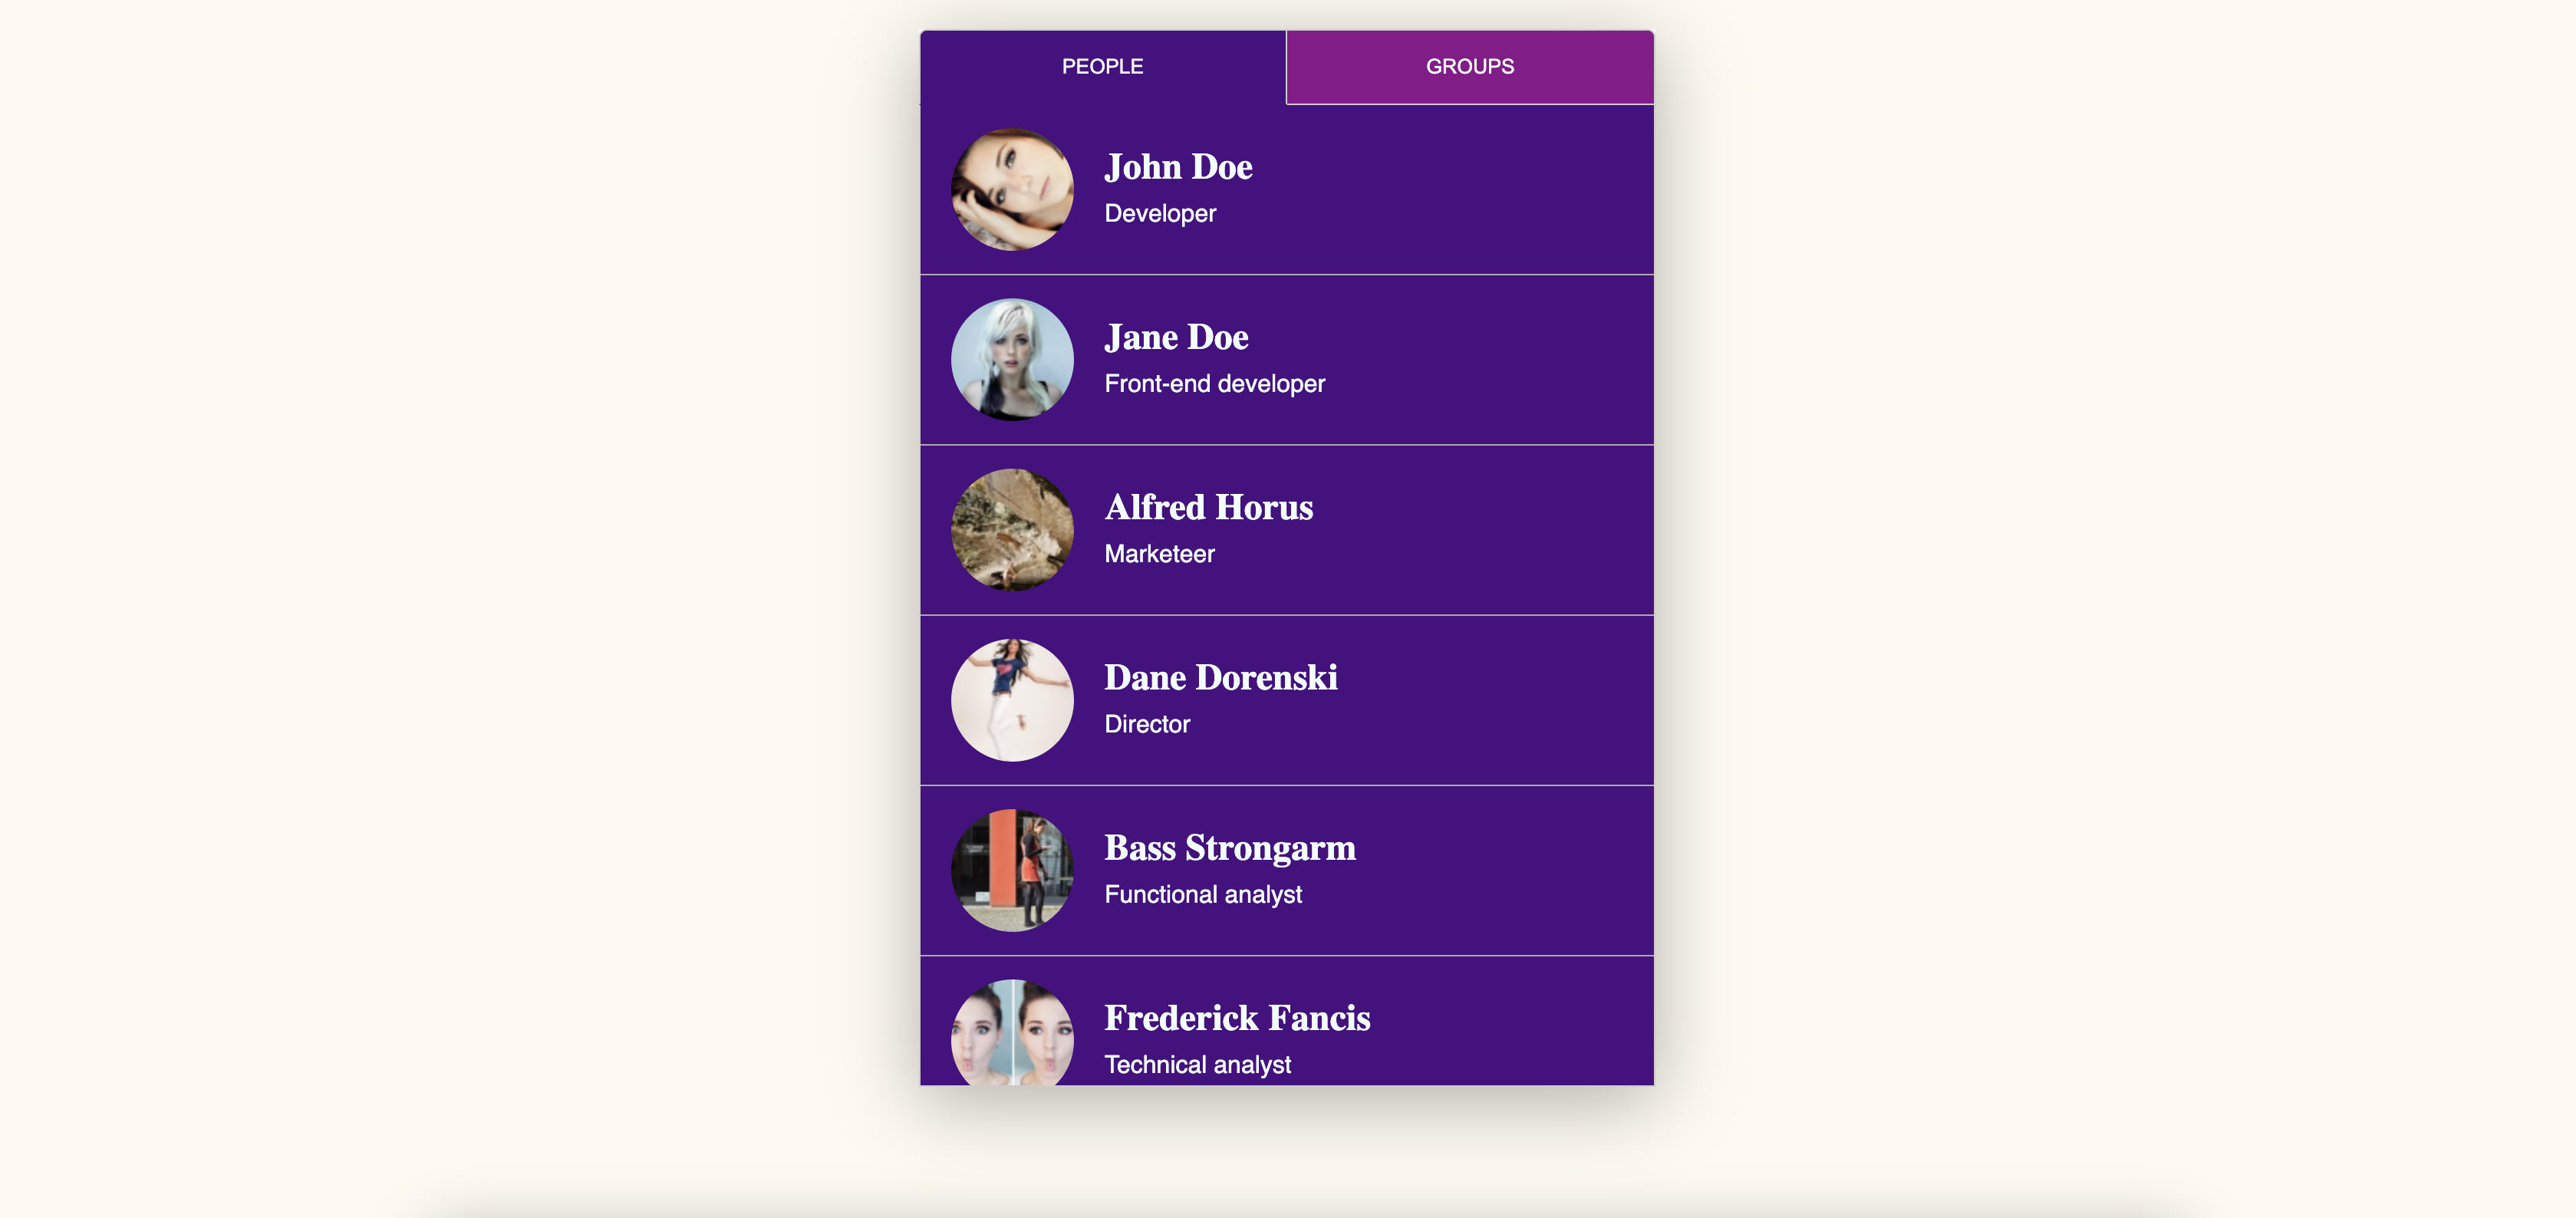 PEOPLE
GROUPS
John Doe
Developer
Jane Doe
Front-end developer
Alfred Horus
Marketeer
Dane Dorenski
Director
Bass Strongarm
Functional analyst
Frederick Fancis
Technical analyst